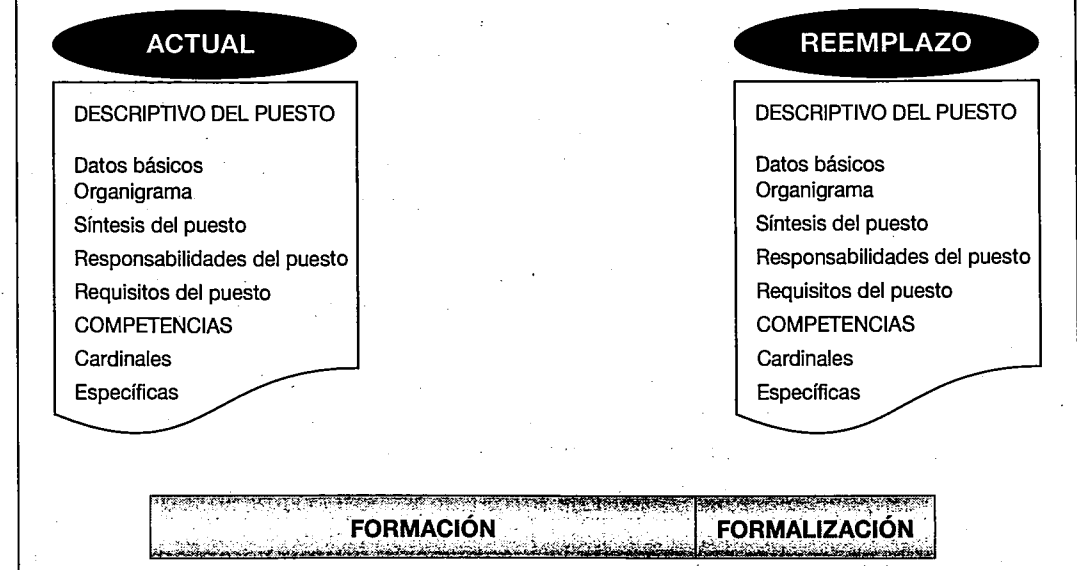 ACTUAL
DESCRIPTIVO DEL PUESTO
Datos básicos
Organigrama
Síntesis del puesto
Responsabilidades del puesto
Requisitos del puesto
COMPETENCIAS
Cardinales
Específicas
REEMPLAZO
DESCRIPTIVO DEL PUESTO
Datos básicos
Organigrama
Síntesis del puesto
Responsabilidades del puesto
Requisitos del puesto
COMPETENCIAS
Cardinales
Específicas
FORMACIÓN
FORMALIZACIÓN